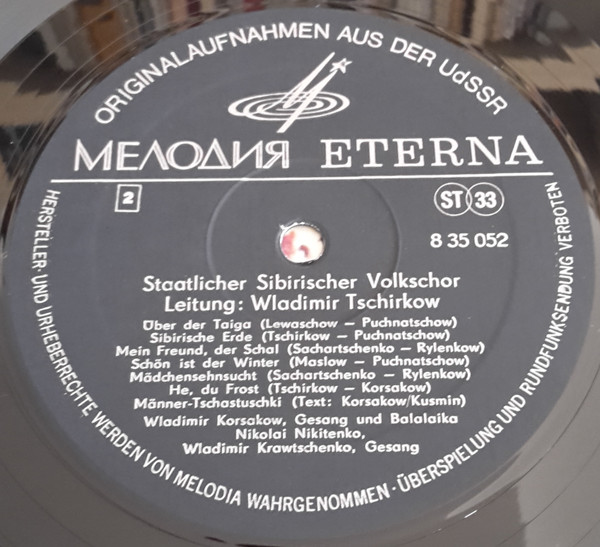 ORIGINALAUFNAHMEN AUS DER UdSSR
МЕЛОДИЯ ETERNA
2
ST 33
8 35 052
Staatlicher Sibirischer Volkschor
Leitung: Wladimir Tschirkow
Über der Taiga (Lewaschow – Puchnatschow)
Sibirische Erde (Tschirkow – Puchnatschow)
Mein Freund, der Schal (Sachartschenko – Rylenkow)
Schön ist der Winter (Maslow – Puchnatschow)
Mädchensehnsucht (Sachartschenko – Rylenkow)
He, du Frost (Tschirkow – Korsakow)
Männer-Tschastuschki (Text: Korsakow/Kusmin)
Wladimir Korsakow, Gesang und Balalaika
Nikolai Nikitenko,
Wladimir Krawtschenko, Gesang
HERSTELLER- UND URHEBERRECHTE WERDEN VON MELODIA WAHRGENOMMEN · ÜBERSPIELUNG UND RUNDFUNKSENDUNG VERBOTEN